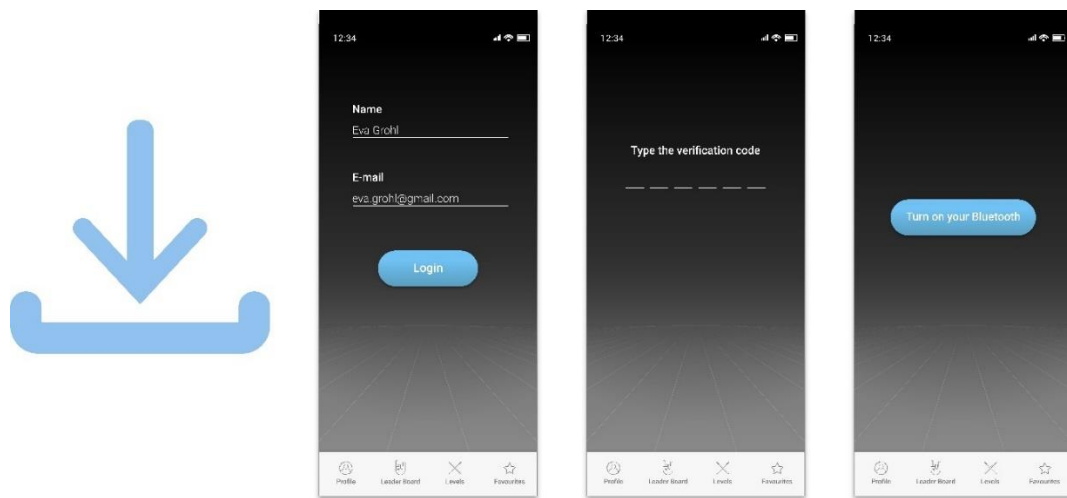 12:34
Name
Eva Grohl
E-mail
eva.grohl@gmail.com
Login
Profile
Leader Board
Levels
Favourites
12:34
Type the verification code
Profile
Leader Board
Levels
Favourites
12:34
Turn on your Bluetooth
Profile
Leader Board
Levels
Favourites